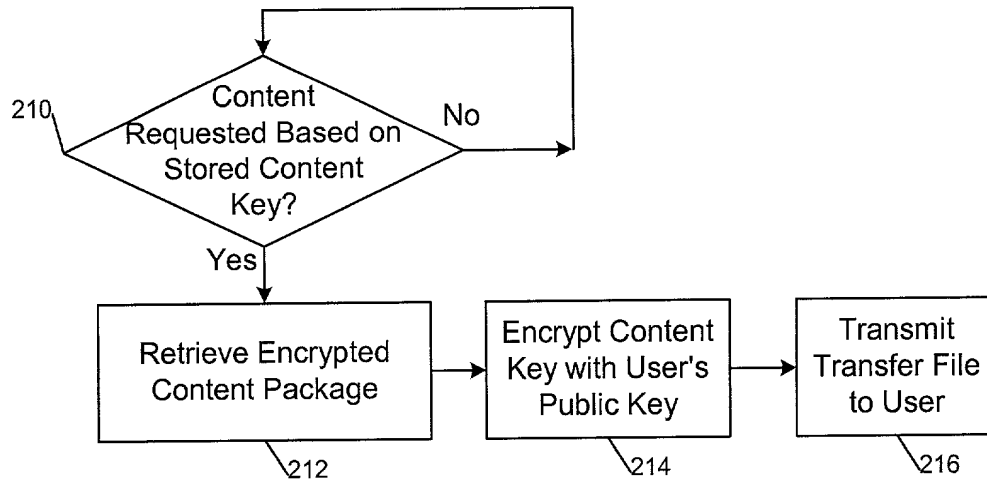 210
Content
Requested Based on
Stored Content
Key?
No
Yes
Retrieve Encrypted
Content Package
212
Encrypt Content
Key with User's
Public Key
214
Transmit
Transfer File
to User
216